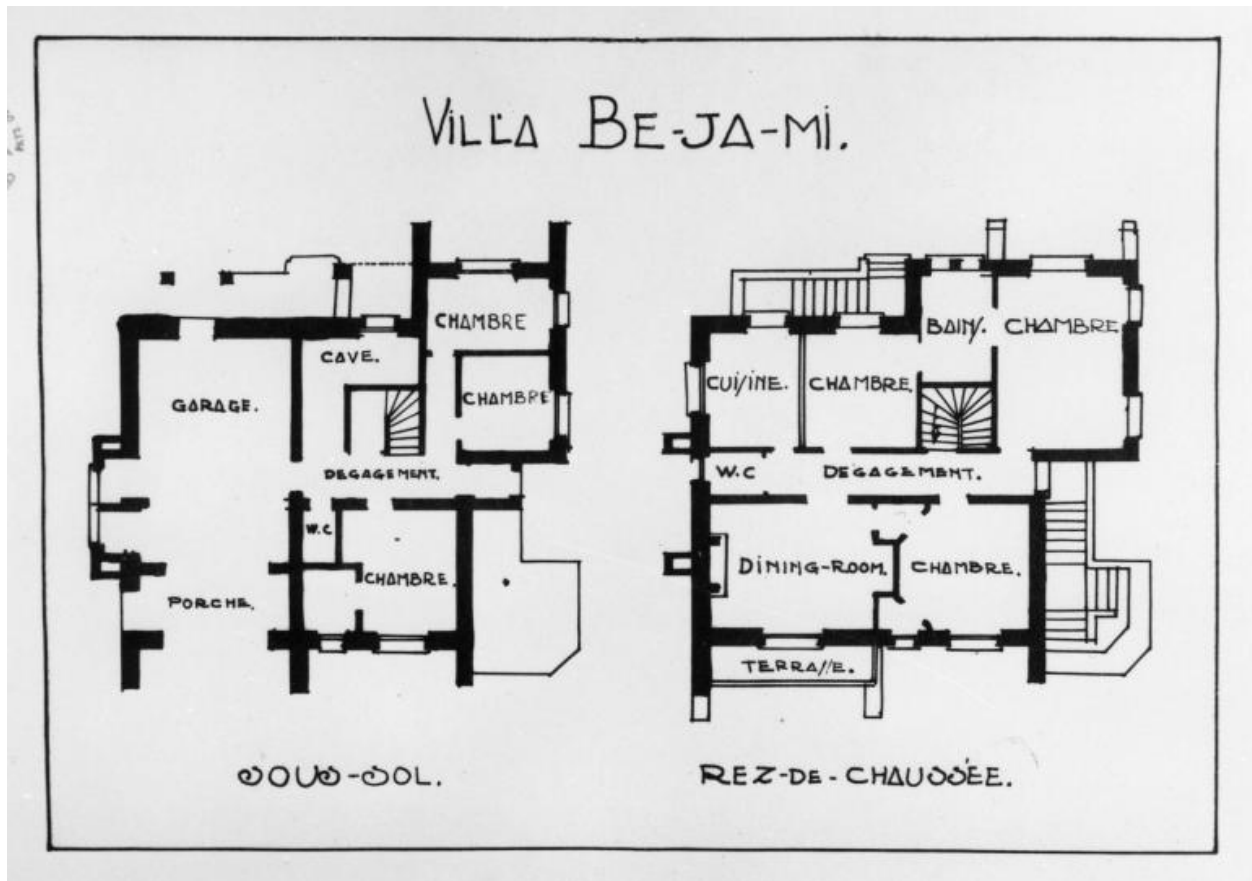 VILLA BE-JA-MI.
CHAMBRE
CAVE.
CHAMBRE
GARAGE.
DEGAGEMENT.
W.C
CHAMBRE.
PORCHE.
SOUS-SOL.
BAINS.
CHAMBRE
CUISINE.
CHAMBRE.
W.C
DEGAGEMENT.
DINING-ROOM.
CHAMBRE.
TERRASSE.
REZ-DE-CHAUSSÉE.